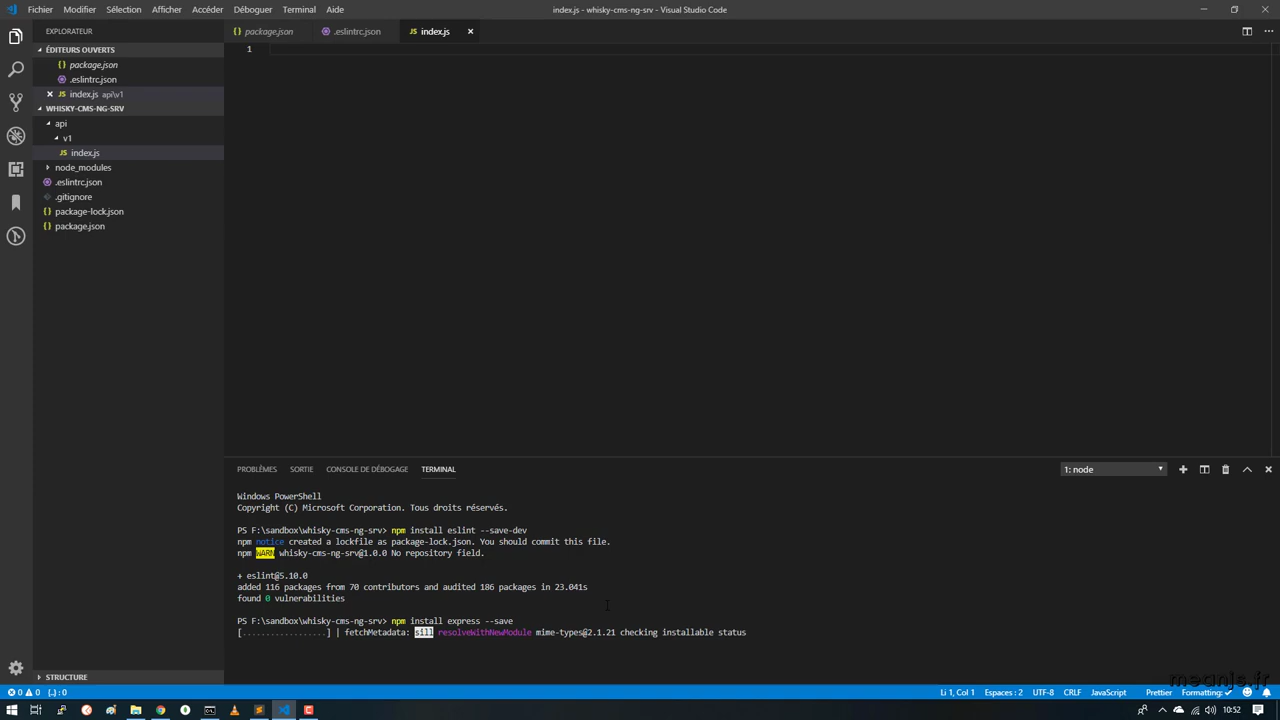 Fichier Modifier Sélection Afficher Accéder Déboguer Terminal Aide
index.js - whisky-cms-ng-srv - Visual Studio Code
EXPLORATEUR
package.json .eslintrc.json JS index.js
ÉDITEURS OUVERTS
package.json
.eslintrc.json
JS index.js api\v1
WHISKY-CMS-NG-SRV
api
v1
JS index.js
node_modules
.eslintrc.json
.gitignore
package-lock.json
package.json
STRUCTURE
1
PROBLÈMES SORTIE CONSOLE DE DÉBOGAGE TERMINAL
1: node
Windows PowerShell
Copyright (C) Microsoft Corporation. Tous droits réservés.
PS F:\sandbox\whisky-cms-ng-srv> npm install eslint --save-dev
npm notice created a lockfile as package-lock.json. You should commit this file.
npm WARN whisky-cms-ng-srv@1.0.0 No repository field.
+ eslint@5.10.0
added 116 packages from 70 contributors and audited 186 packages in 23.041s
found 0 vulnerabilities
PS F:\sandbox\whisky-cms-ng-srv> npm install express --save
[.................] | fetchMetadata: sill resolveWithNewModule mime-types@2.1.21 checking installable status
meanjs.fr
0 0 {..} : 0
Li 1, Col 1 Espaces : 2 UTF-8 CRLF JavaScript Prettier Formatting: ✓
10:52